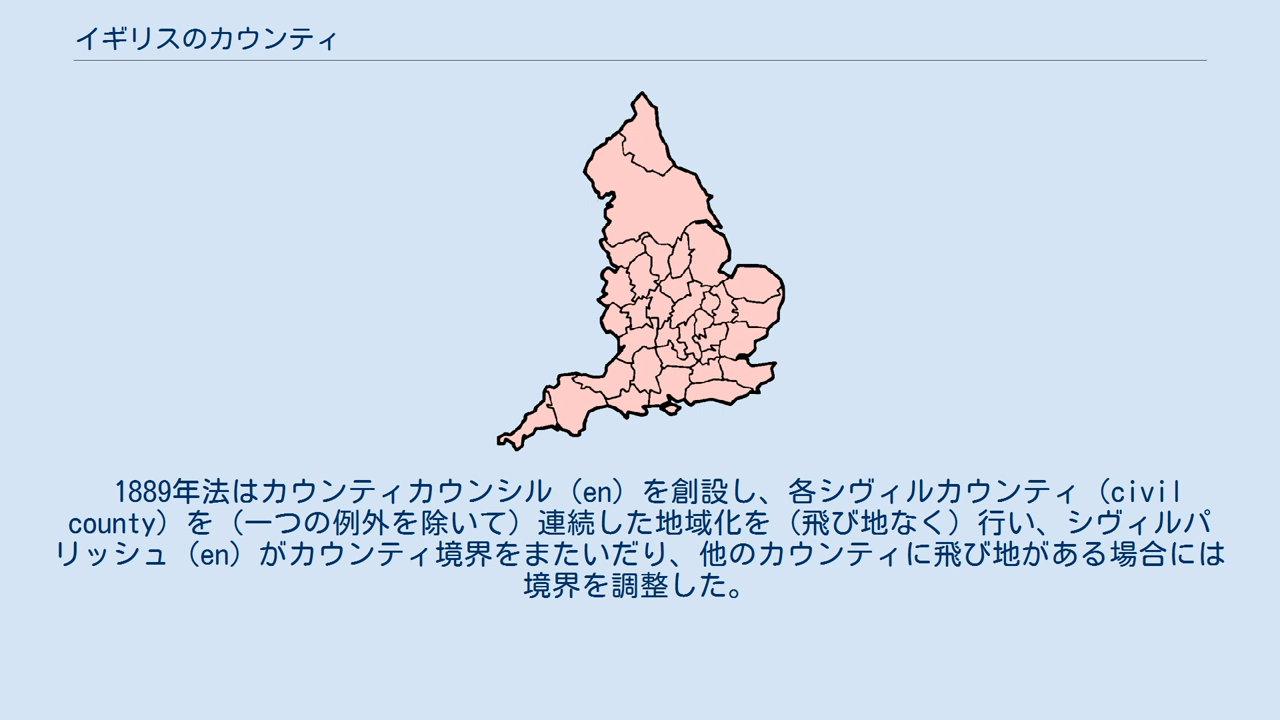 イギリスのカウンティ
1889年法はカウンティカウンシル（en）を創設し、各シヴィルカウンティ（civil
county）を（一つの例外を除いて）連続した地域化を（飛び地なく）行い、シヴィルパ
リッシュ（en）がカウンティ境界をまたいだり、他のカウンティに飛び地がある場合には
境界を調整した。